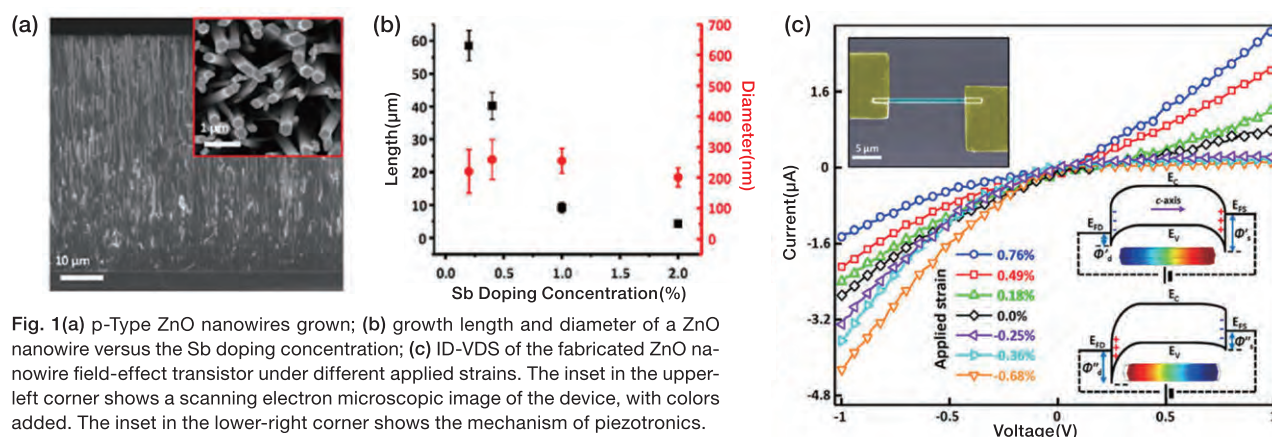 (a)
1 μm
10 μm
(b)
60
50
40
30
20
10
0
Length(μm)
700
600
500
400
300
200
100
0
Diameter(nm)
0.0
0.5
1.0
1.5
2.0
Sb Doping Concentration(%)
(c)
1.6
0
-1.6
-3.2
-4.8
Current(μA)
5 μm
Applied strain
0.76%
0.49%
0.18%
0.0%
-0.25%
-0.36%
-0.68%
E_C
c-axis
E_FS
E_FD
E_V
Φ'_s
Φ'_d
E_C
E_FS
E_FD
E_V
Φ''_s
Φ''_d
-1
-0.5
0
0.5
1
Voltage(V)
Fig. 1(a) p-Type ZnO nanowires grown; (b) growth length and diameter of a ZnO
nanowire versus the Sb doping concentration; (c) ID-VDS of the fabricated ZnO na-
nowire field-effect transistor under different applied strains. The inset in the upper-
left corner shows a scanning electron microscopic image of the device, with colors
added. The inset in the lower-right corner shows the mechanism of piezotronics.